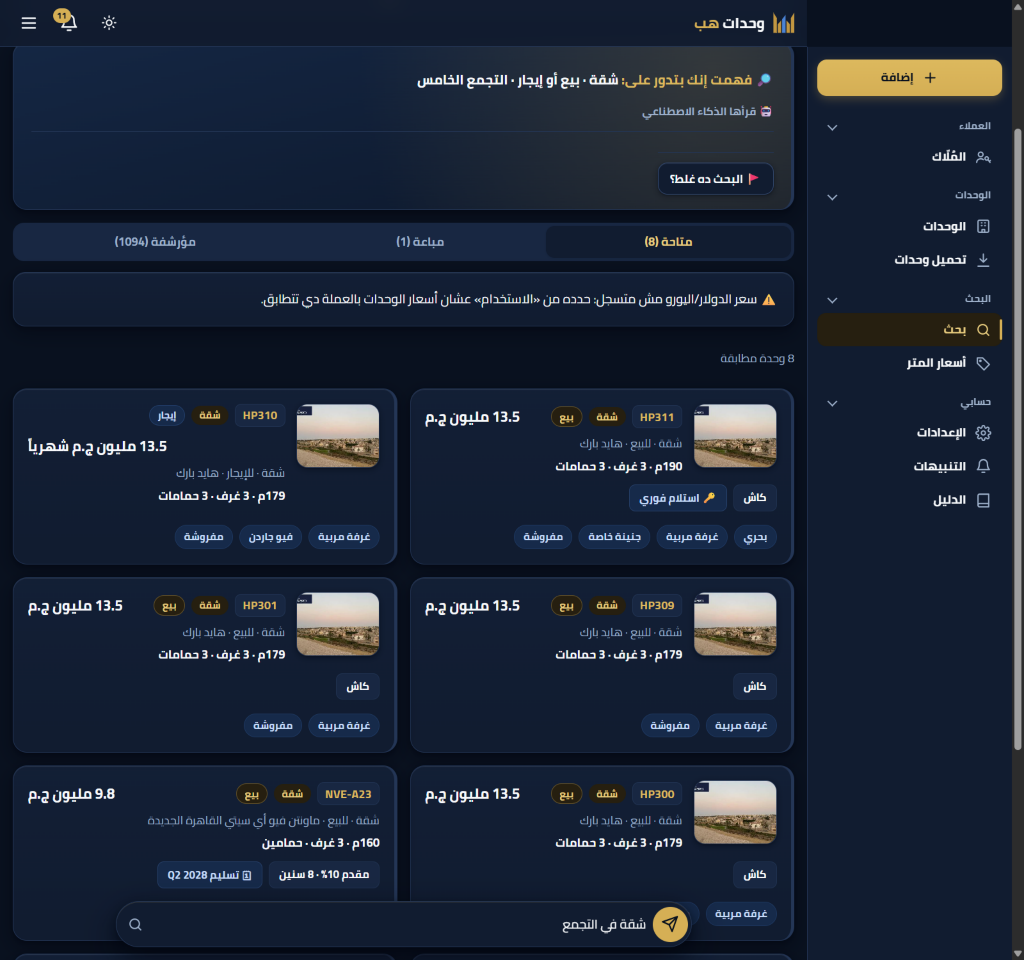 وحدات هب
11
+ إضافة
العملاء
المُلّاك
الوحدات
الوحدات
تحميل وحدات
البحث
بحث
أسعار المتر
حسابي
الإعدادات
التنبيهات
الدليل
فهمت إنك بتدور على: شقة · بيع أو إيجار · التجمع الخامس
قرأها الذكاء الاصطناعي
البحث ده غلط؟
متاحة (8)
مباعة (1)
مؤرشفة (1094)
سعر الدولار/اليورو مش متسجل: حدده من «الاستخدام» عشان أسعار الوحدات بالعملة دي تتطابق.
8 وحدة مطابقة
HP311 شقة بيع 13.5 مليون ج.م
شقة · للبيع · هايد بارك
190م · 3 غرف · 3 حمامات
كاش استلام فوري
بحري غرفة مربية جنينة خاصة مفروشة
HP310 شقة إيجار
13.5 مليون ج.م شهرياً
شقة · للإيجار · هايد بارك
179م · 3 غرف · 3 حمامات
غرفة مربية فيو جاردن مفروشة
HP309 شقة بيع 13.5 مليون ج.م
شقة · للبيع · هايد بارك
179م · 3 غرف · 3 حمامات
كاش
غرفة مربية مفروشة
HP301 شقة بيع 13.5 مليون ج.م
شقة · للبيع · هايد بارك
179م · 3 غرف · 3 حمامات
كاش
غرفة مربية مفروشة
HP300 شقة بيع 13.5 مليون ج.م
شقة · للبيع · هايد بارك
179م · 3 غرف · 3 حمامات
كاش
غرفة مربية
NVE-A23 شقة بيع 9.8 مليون ج.م
شقة · للبيع · ماونتن فيو أي سيتي القاهرة الجديدة
160م · 3 غرف · حمامين
مقدم 10% · 8 سنين تسليم Q2 2028
شقة في التجمع